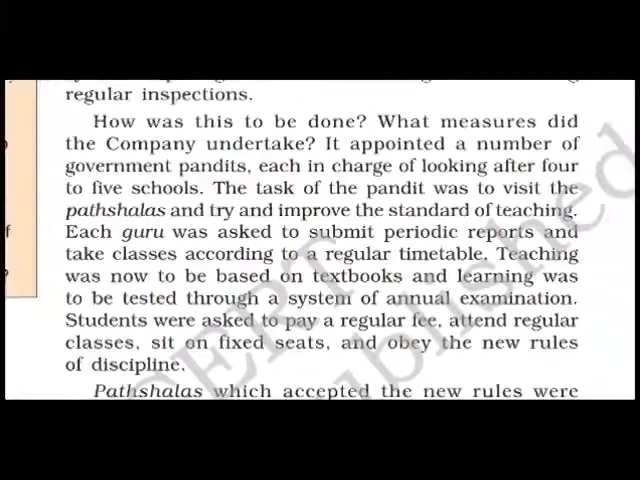 regular inspections.
How was this to be done? What measures did
the Company undertake? It appointed a number of
government pandits, each in charge of looking after four
to five schools. The task of the pandit was to visit the
pathshalas and try and improve the standard of teaching.
Each guru was asked to submit periodic reports and
take classes according to a regular timetable. Teaching
was now to be based on textbooks and learning was
to be tested through a system of annual examination.
Students were asked to pay a regular fee, attend regular
classes, sit on fixed seats, and obey the new rules
of discipline.
Pathshalas which accepted the new rules were